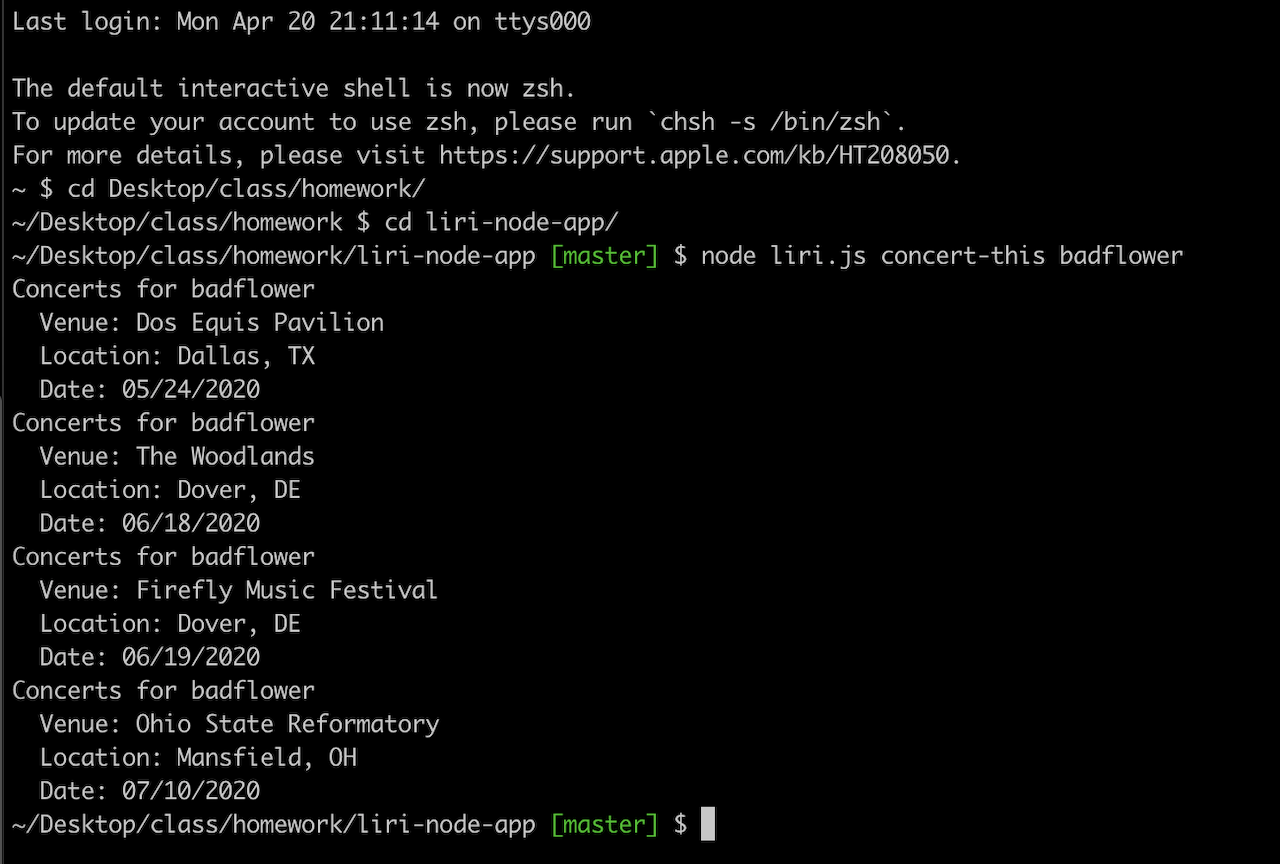 Last login: Mon Apr 20 21:11:14 on ttys000

The default interactive shell is now zsh.
To update your account to use zsh, please run `chsh -s /bin/zsh`.
For more details, please visit https://support.apple.com/kb/HT208050.
~ $ cd Desktop/class/homework/
~/Desktop/class/homework $ cd liri-node-app/
~/Desktop/class/homework/liri-node-app [master] $ node liri.js concert-this badflower
Concerts for badflower
  Venue: Dos Equis Pavilion
  Location: Dallas, TX
  Date: 05/24/2020
Concerts for badflower
  Venue: The Woodlands
  Location: Dover, DE
  Date: 06/18/2020
Concerts for badflower
  Venue: Firefly Music Festival
  Location: Dover, DE
  Date: 06/19/2020
Concerts for badflower
  Venue: Ohio State Reformatory
  Location: Mansfield, OH
  Date: 07/10/2020
~/Desktop/class/homework/liri-node-app [master] $